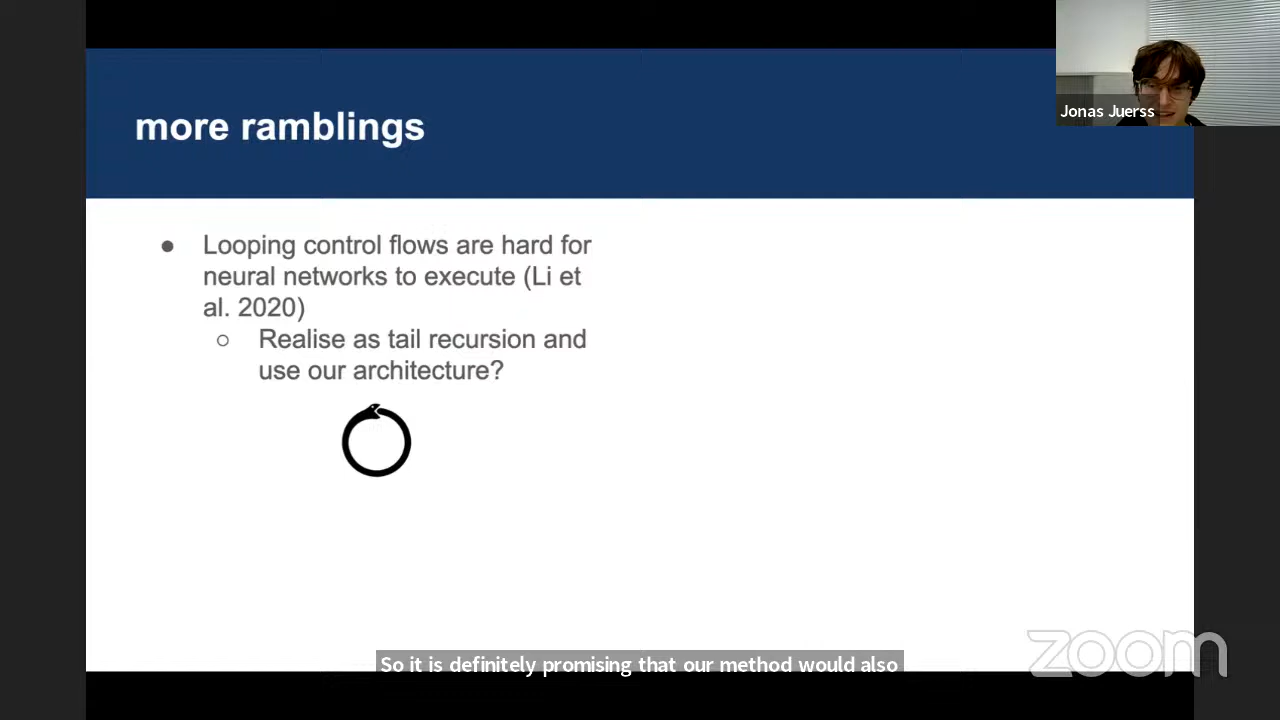 more ramblings
Jonas Juerss
● Looping control flows are hard for
neural networks to execute (Li et
al. 2020)
○ Realise as tail recursion and
use our architecture?
So it is definitely promising that our method would also
zoom